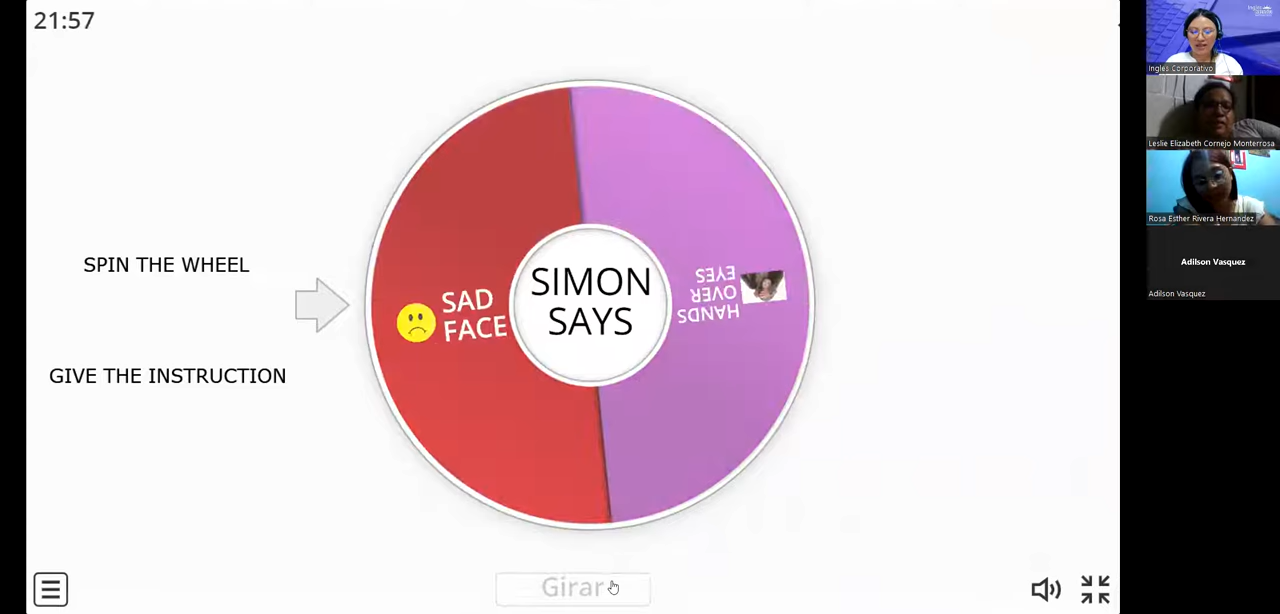 21:57
SPIN THE WHEEL
GIVE THE INSTRUCTION
SAD
FACE
SIMON
SAYS
HANDS
OVER
EYES
Girar
Ingles Corporativo
Leslie Elizabeth Cornejo Monterrosa
Rosa Esther Rivera Hernandez
Adilson Vasquez
Adilson Vasquez